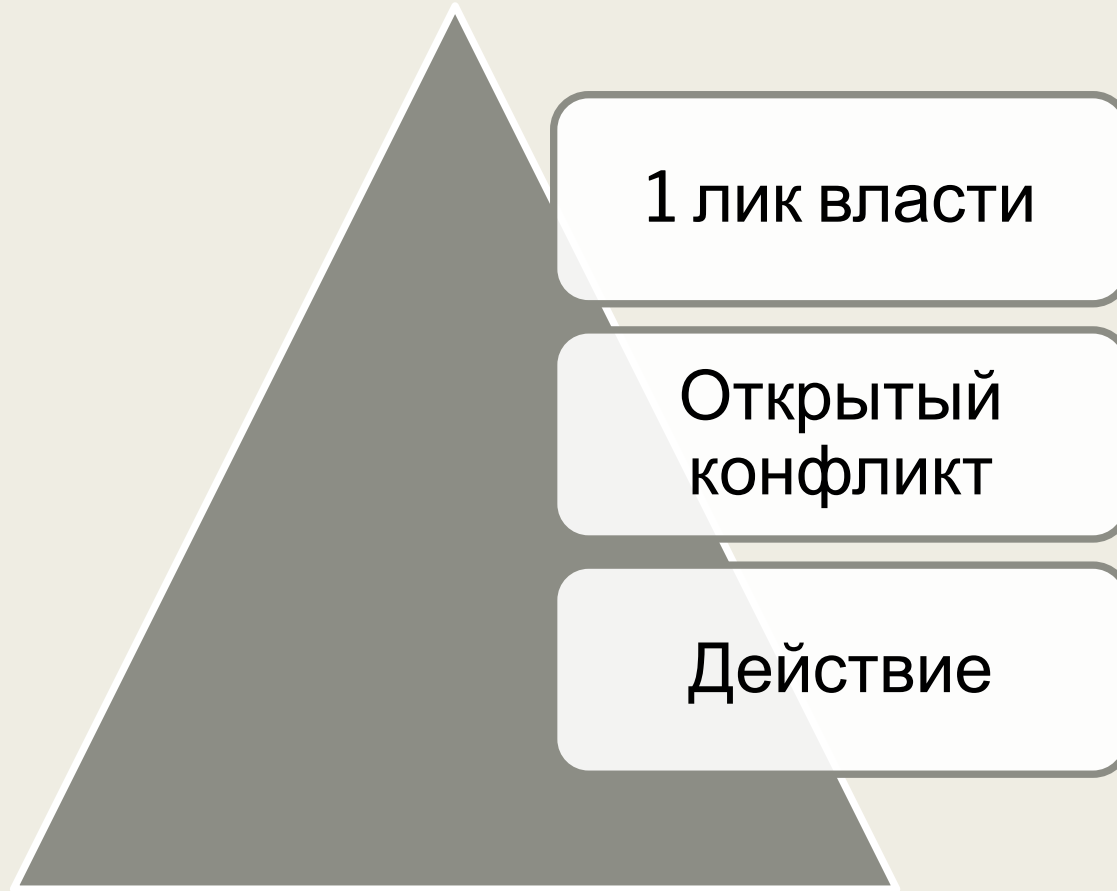 1 лик власти
Открытый
конфликт
Действие